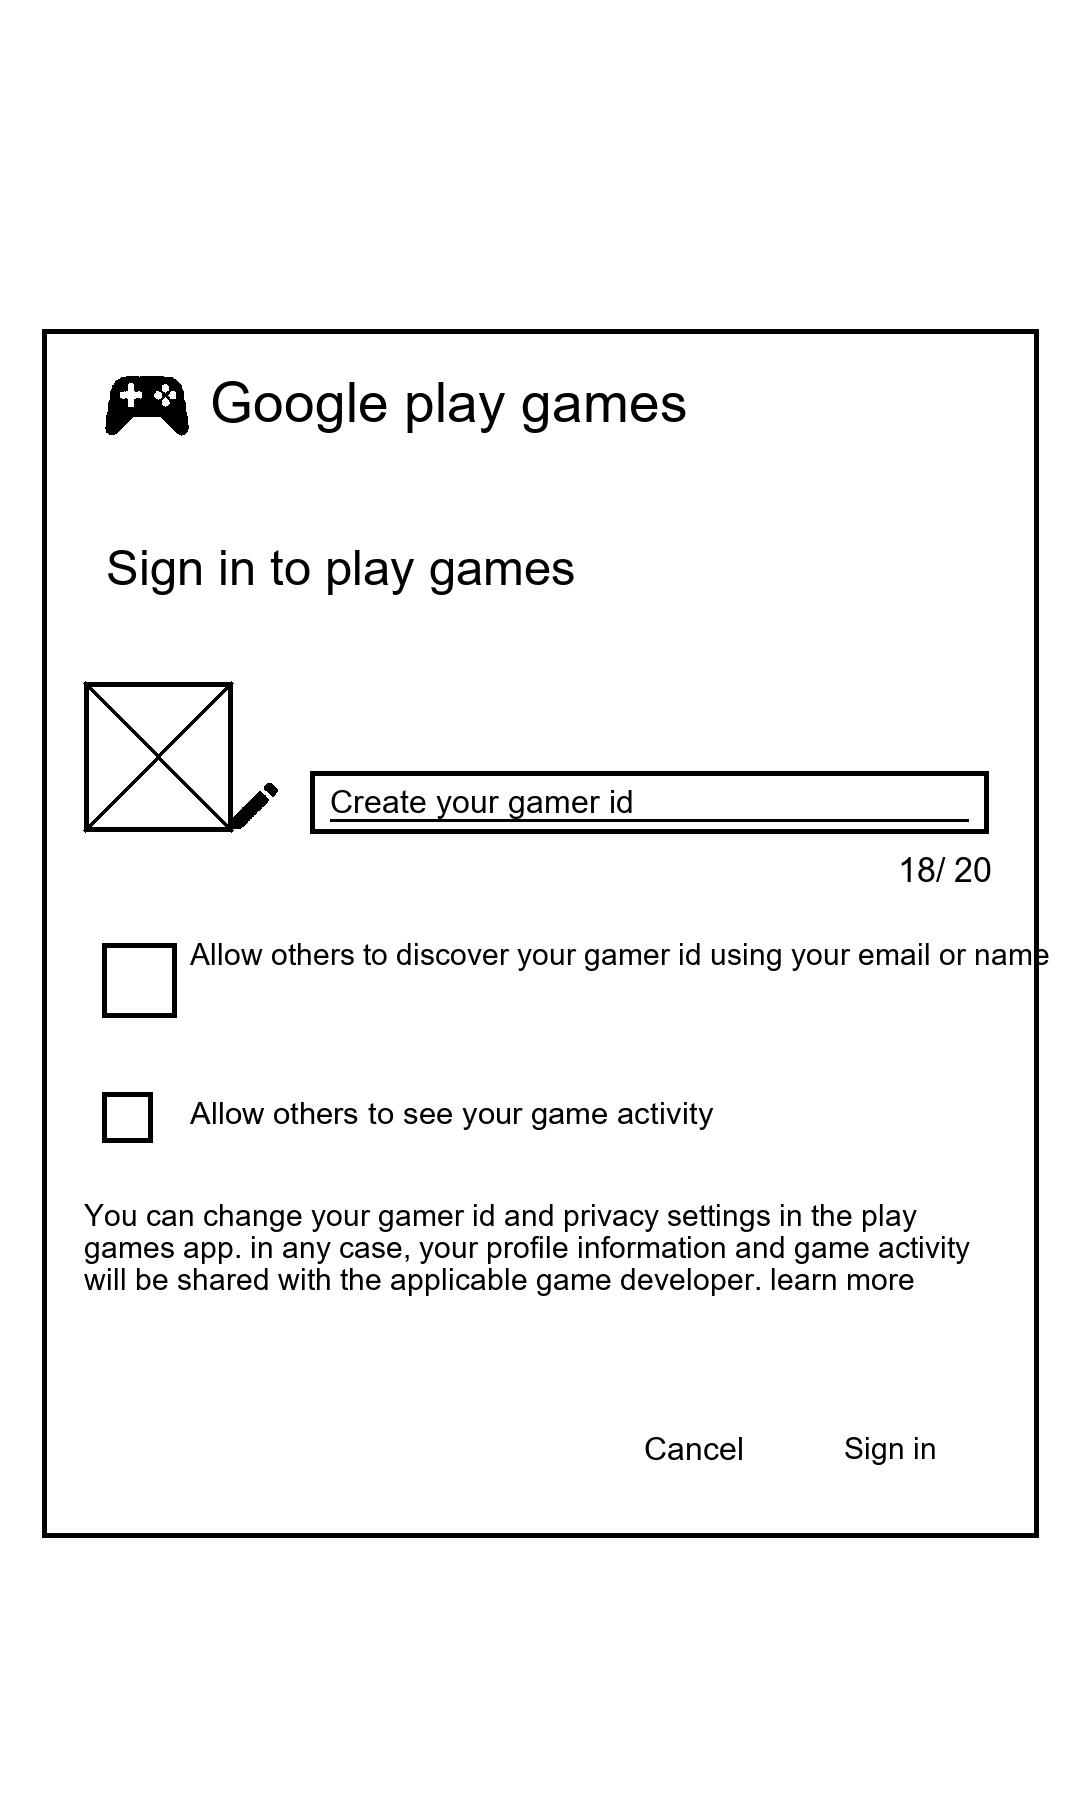 Google play games
Sign in to play games
Create your gamer id
18/ 20
Allow others to discover your gamer id using your email or name
Allow others to see your game activity
You can change your gamer id and privacy settings in the play
games app. in any case, your profile information and game activity
will be shared with the applicable game developer. learn more
Cancel Sign in